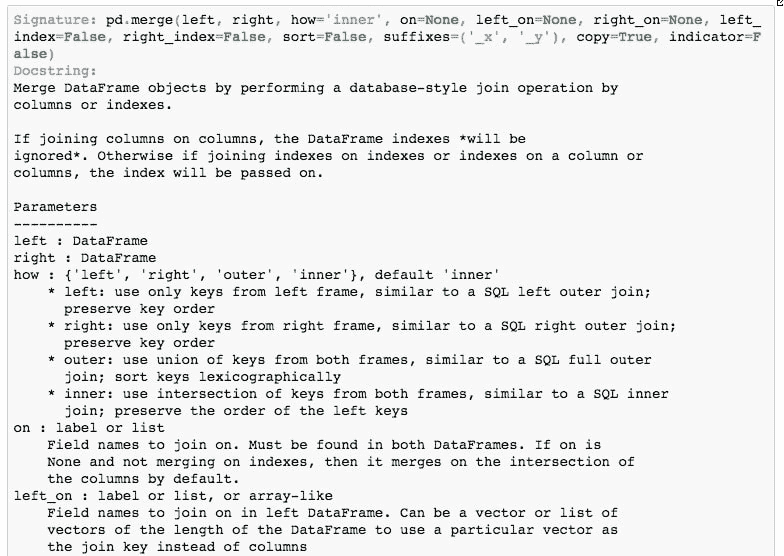 Signature: pd.merge(left, right, how='inner', on=None, left_on=None, right_on=None, left_
index=False, right_index=False, sort=False, suffixes=('_x', '_y'), copy=True, indicator=F
alse)
Docstring:
Merge DataFrame objects by performing a database-style join operation by
columns or indexes.

If joining columns on columns, the DataFrame indexes *will be
ignored*. Otherwise if joining indexes on indexes or indexes on a column or
columns, the index will be passed on.

Parameters
----------
left : DataFrame
right : DataFrame
how : {'left', 'right', 'outer', 'inner'}, default 'inner'
    * left: use only keys from left frame, similar to a SQL left outer join;
      preserve key order
    * right: use only keys from right frame, similar to a SQL right outer join;
      preserve key order
    * outer: use union of keys from both frames, similar to a SQL full outer
      join; sort keys lexicographically
    * inner: use intersection of keys from both frames, similar to a SQL inner
      join; preserve the order of the left keys
on : label or list
    Field names to join on. Must be found in both DataFrames. If on is
    None and not merging on indexes, then it merges on the intersection of
    the columns by default.
left_on : label or list, or array-like
    Field names to join on in left DataFrame. Can be a vector or list of
    vectors of the length of the DataFrame to use a particular vector as
    the join key instead of columns